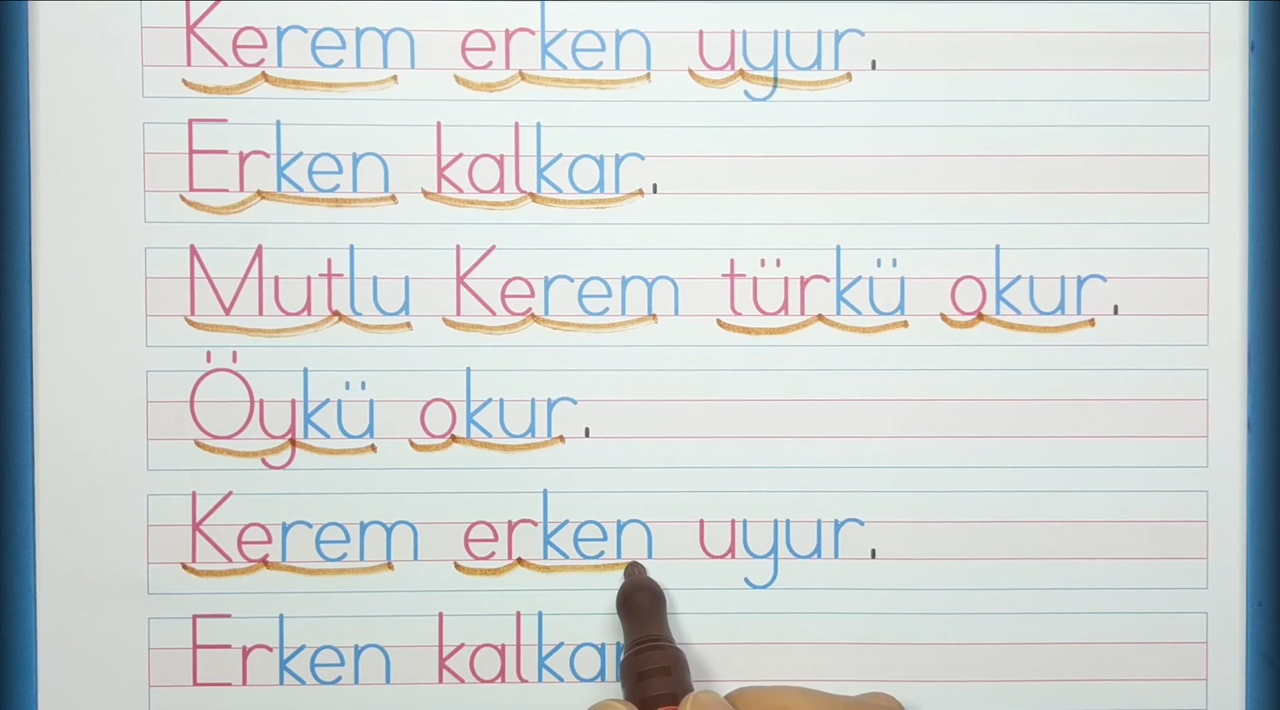 Kerem erken uyur.
Erken kalkar.
Mutlu Kerem türkü okur.
Öykü okur.
Kerem erken uyur.
Erken kalkar